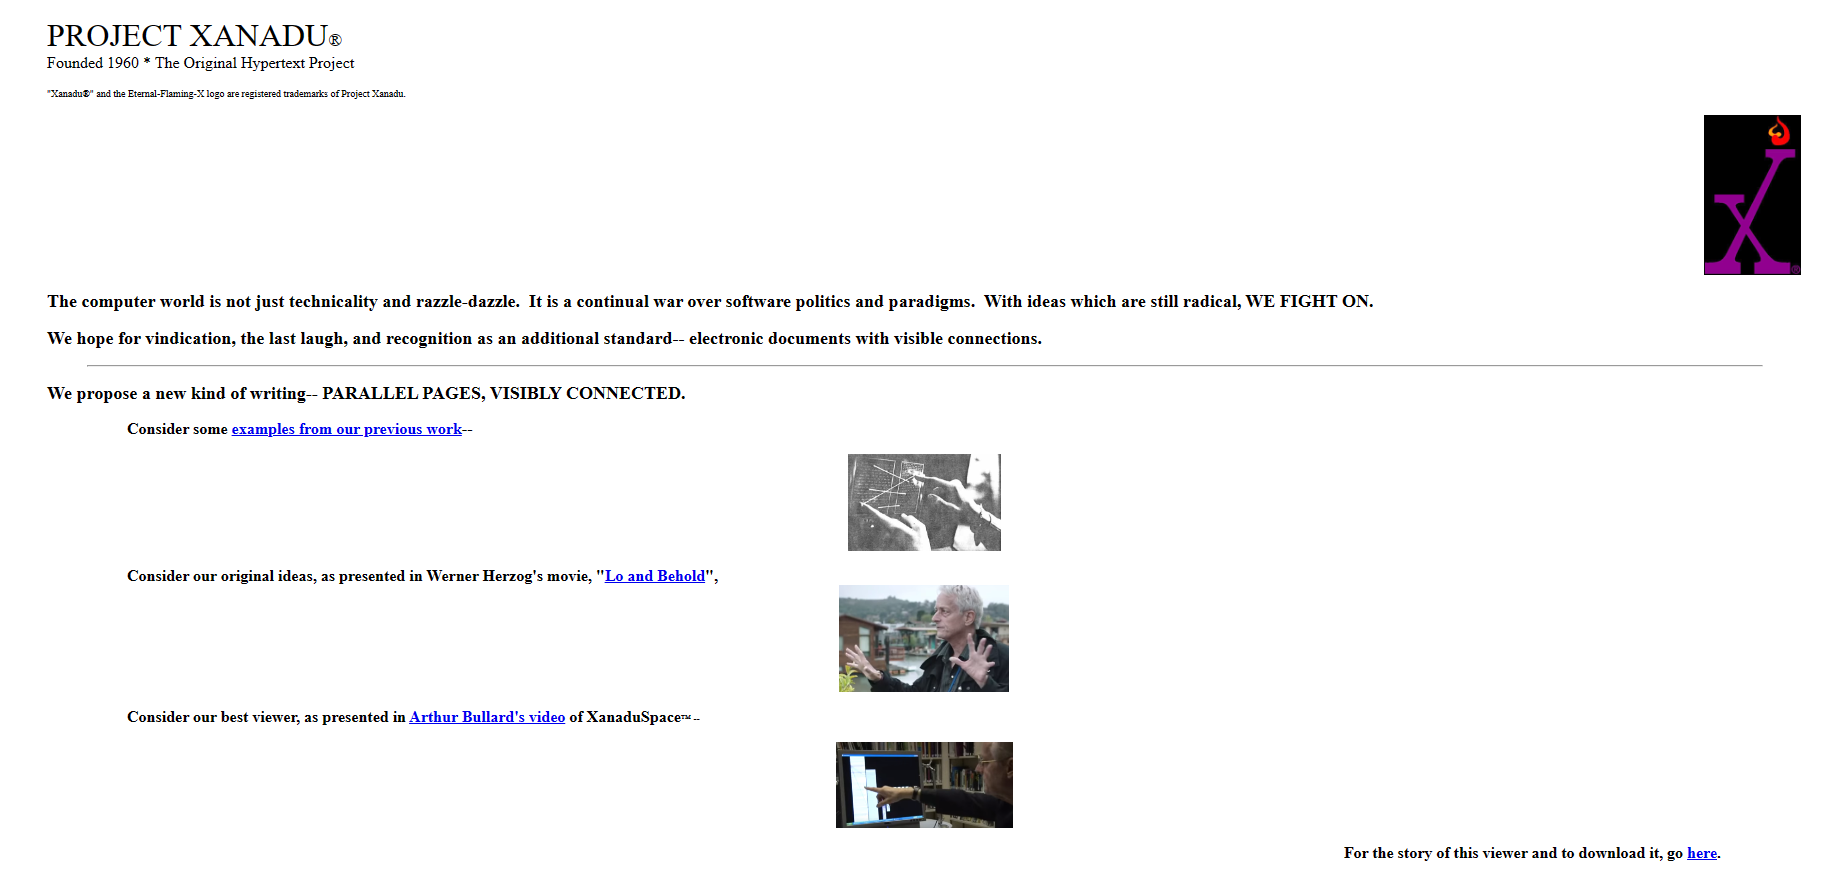 PROJECT XANADU®
Founded 1960 * The Original Hypertext Project
"Xanadu®" and the Eternal-Flaming-X logo are registered trademarks of Project Xanadu.
The computer world is not just technicality and razzle-dazzle.  It is a continual war over software politics and paradigms.  With ideas which are still radical, WE FIGHT ON.
We hope for vindication, the last laugh, and recognition as an additional standard-- electronic documents with visible connections.
We propose a new kind of writing-- PARALLEL PAGES, VISIBLY CONNECTED.
Consider some examples from our previous work--
Consider our original ideas, as presented in Werner Herzog's movie, "Lo and Behold",
Consider our best viewer, as presented in Arthur Bullard's video of XanaduSpace™ --
For the story of this viewer and to download it, go here.